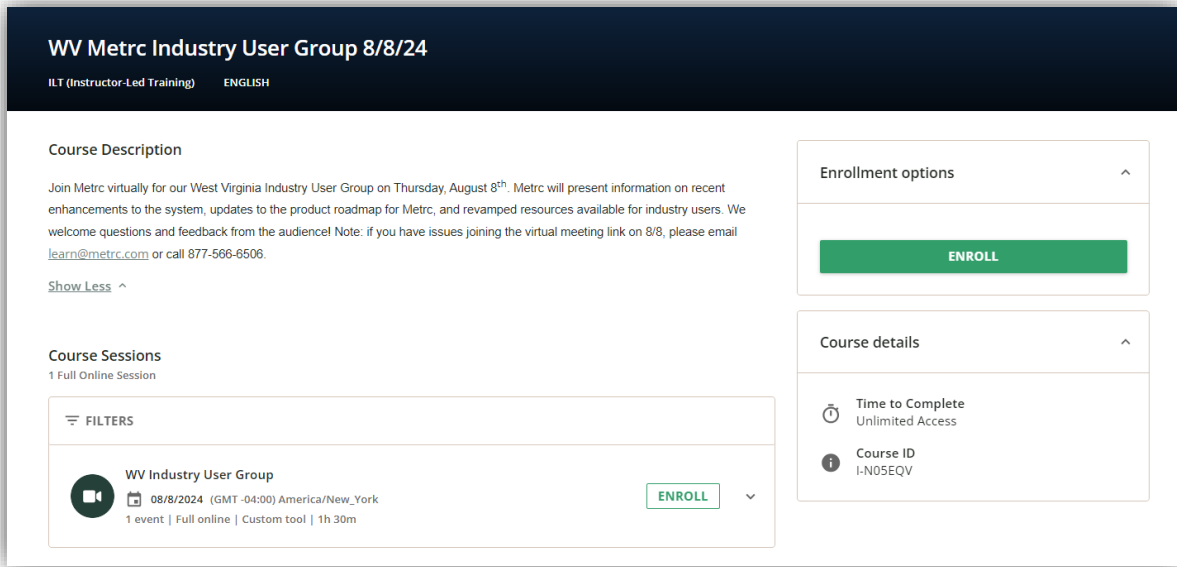 WV Metrc Industry User Group 8/8/24
ILT (Instructor-Led Training) ENGLISH
Course Description
Join Metrc virtually for our West Virginia Industry User Group on Thursday, August 8th. Metrc will present information on recent
enhancements to the system, updates to the product roadmap for Metrc, and revamped resources available for industry users. We
welcome questions and feedback from the audience! Note: if you have issues joining the virtual meeting link on 8/8, please email
learn@metrc.com or call 877-566-6506.
Show Less
Course Sessions
1 Full Online Session
FILTERS
WV Industry User Group
08/8/2024 (GMT -04:00) America/New_York
1 event | Full online | Custom tool | 1h 30m
ENROLL
Enrollment options
ENROLL
Course details
Time to Complete
Unlimited Access
Course ID
I-N05EQV